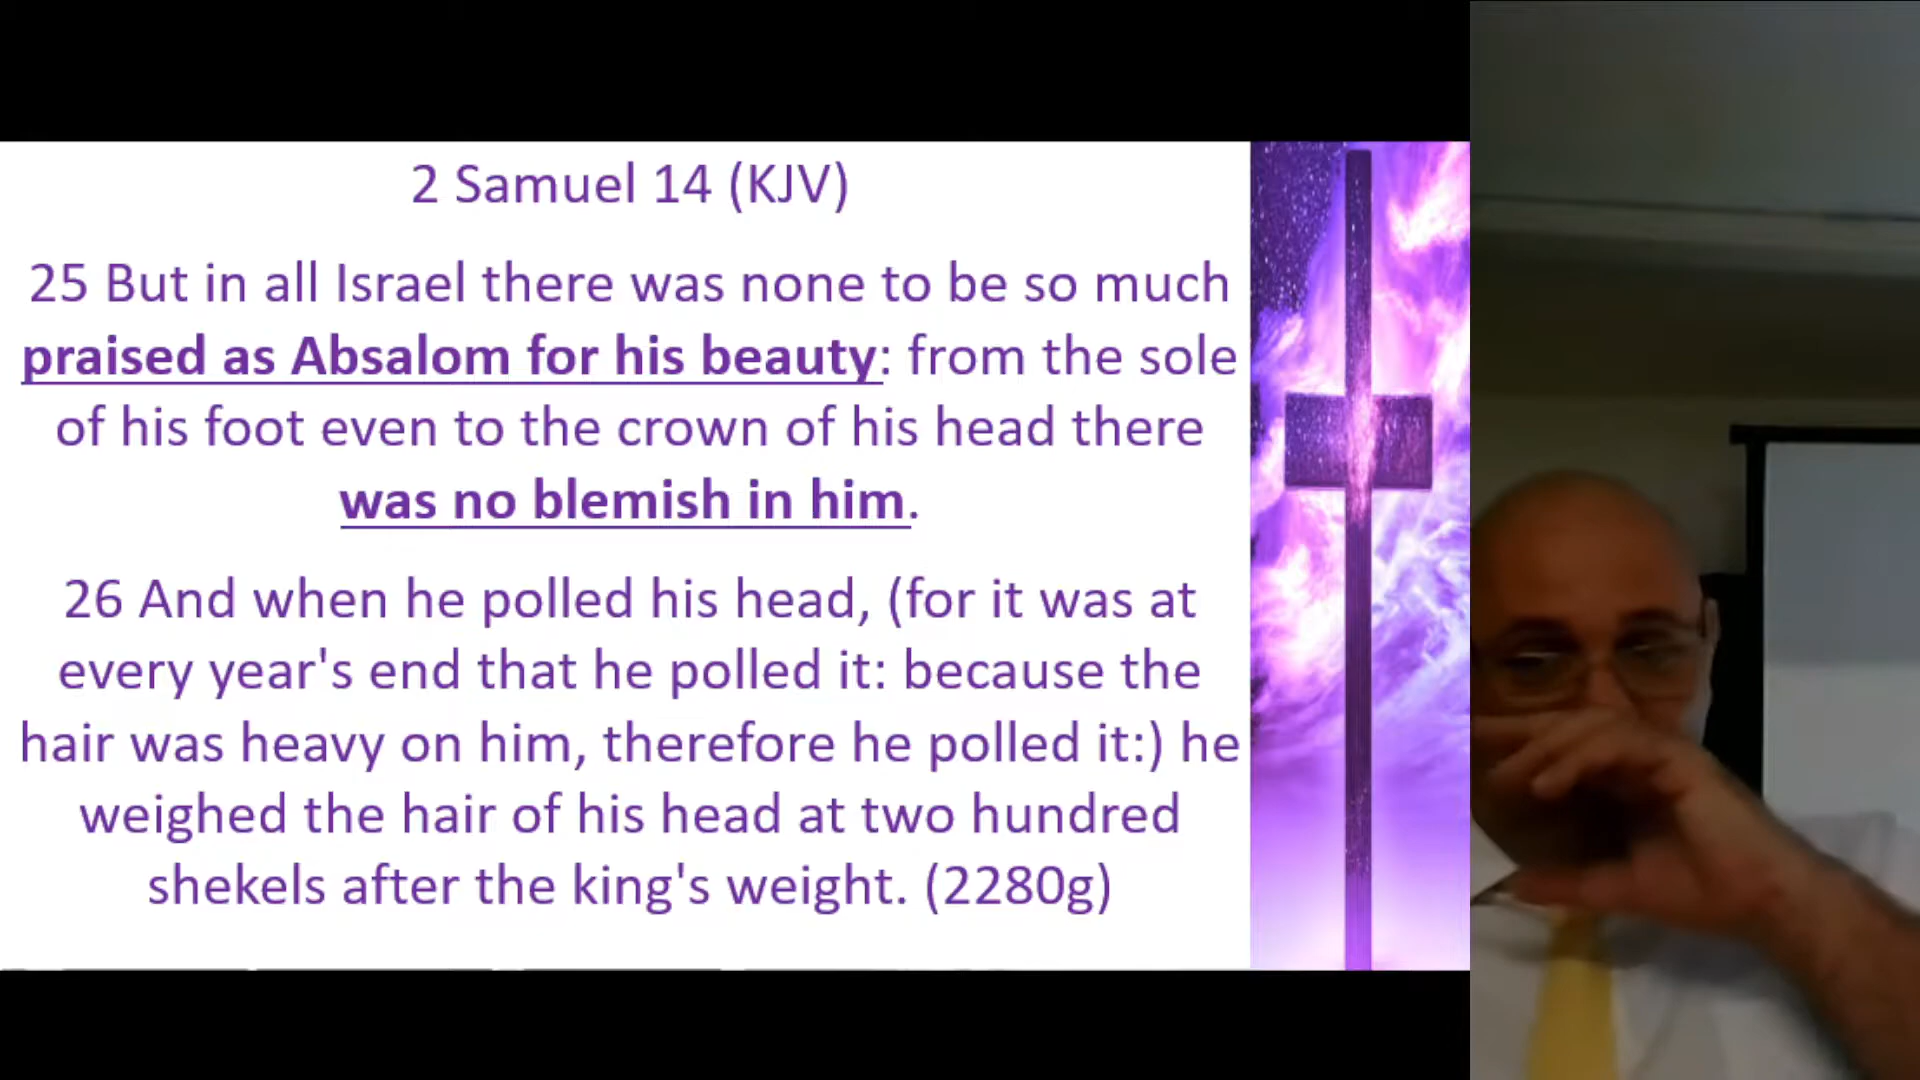 2 Samuel 14 (KJV)
25 But in all Israel there was none to be so much
praised as Absalom for his beauty: from the sole
of his foot even to the crown of his head there
was no blemish in him.
26 And when he polled his head, (for it was at
every year's end that he polled it: because the
hair was heavy on him, therefore he polled it:) he
weighed the hair of his head at two hundred
shekels after the king's weight. (2280g)